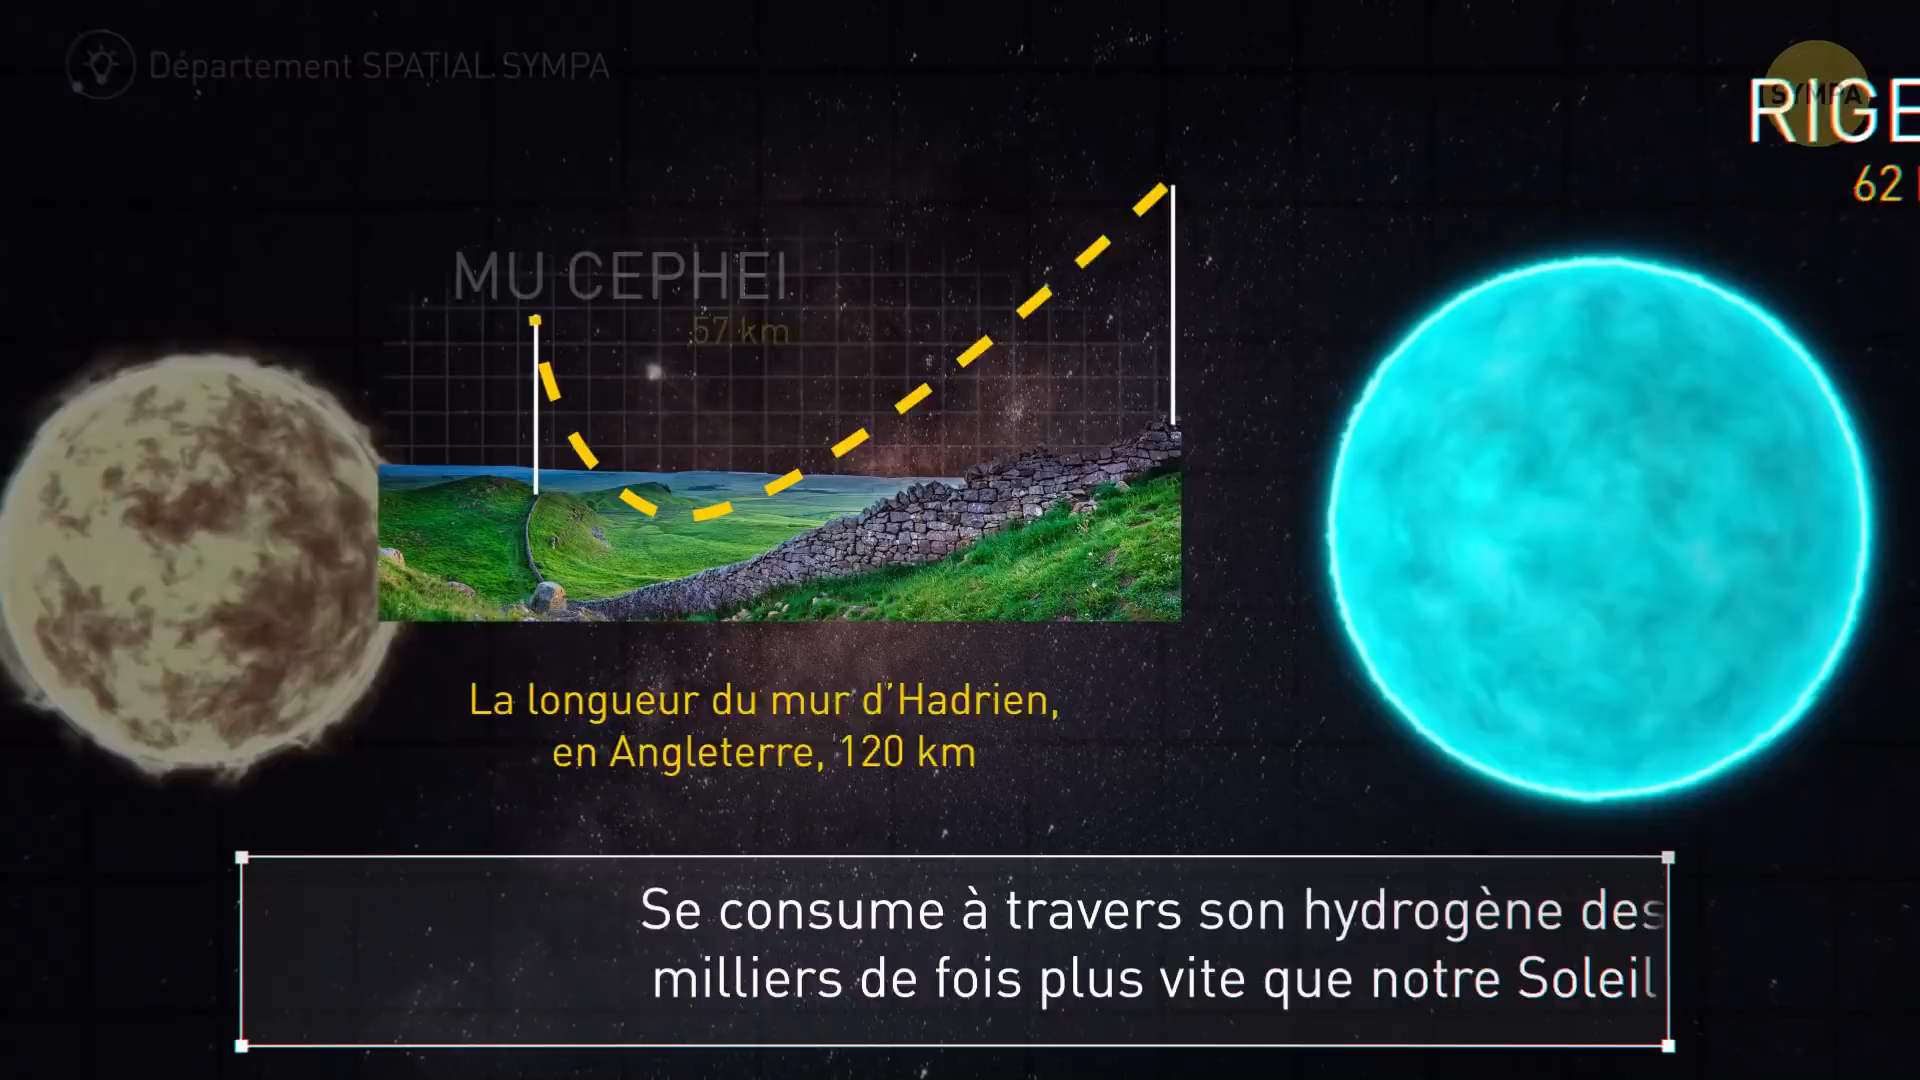 Département SPATIAL.SYMPA
SYMPA
RIGE
62
MU CEPHEI
57 km
La longueur du mur d’Hadrien,
en Angleterre, 120 km
Se consume à travers son hydrogène des
milliers de fois plus vite que notre Soleil